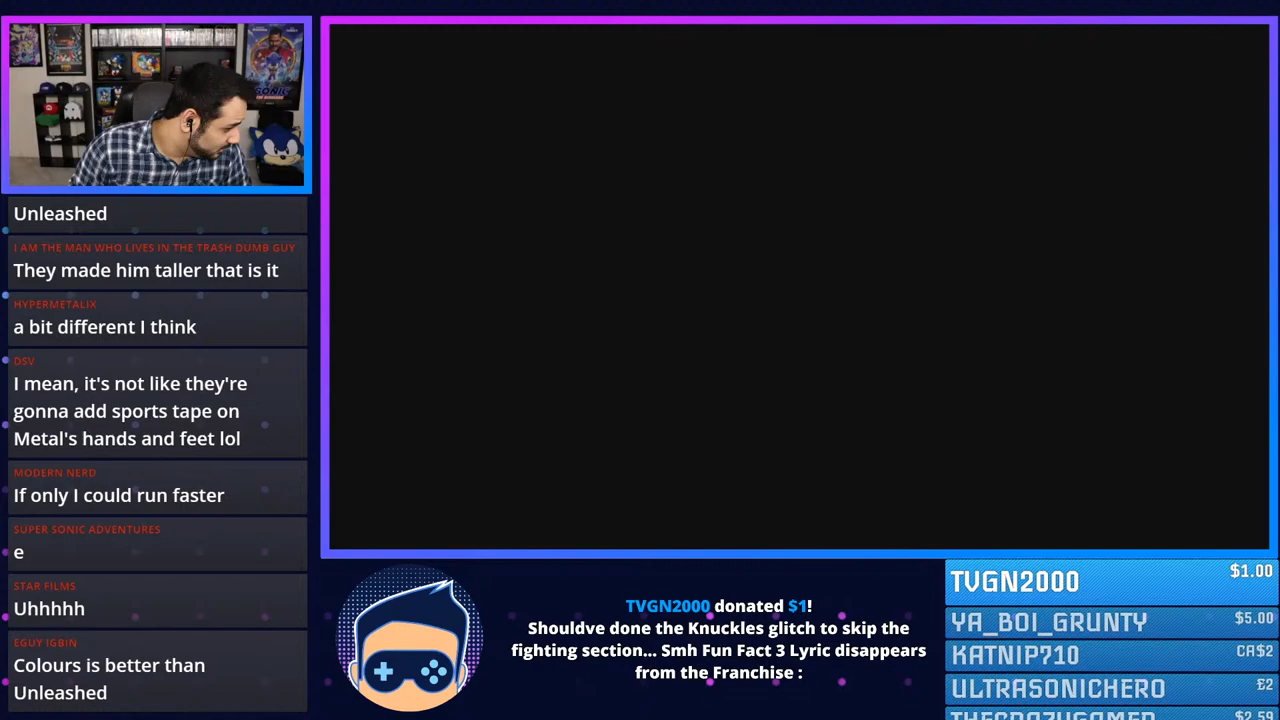 SONIC
Unleashed
I AM THE MAN WHO LIVES IN THE TRASH DUMB GUY
They made him taller that is it
HYPERMETALIX
a bit different I think
DSV
I mean, it's not like they're
gonna add sports tape on
Metal's hands and feet lol
MODERN NERD
If only I could run faster
SUPER SONIC ADVENTURES
e
STAR FILMS
Uhhhhh
EGUY IGBIN
Colours is better than
Unleashed
TVGN2000 donated $1!
Shouldve done the Knuckles glitch to skip the
fighting section... Smh Fun Fact 3 Lyric disappears
from the Franchise :
TVGN2000 $1.00
YA_BOI_GRUNTY $5.00
KATNIP710 CA$2
ULTRASONICHERO £2
THECRAZYGAMER $2.59